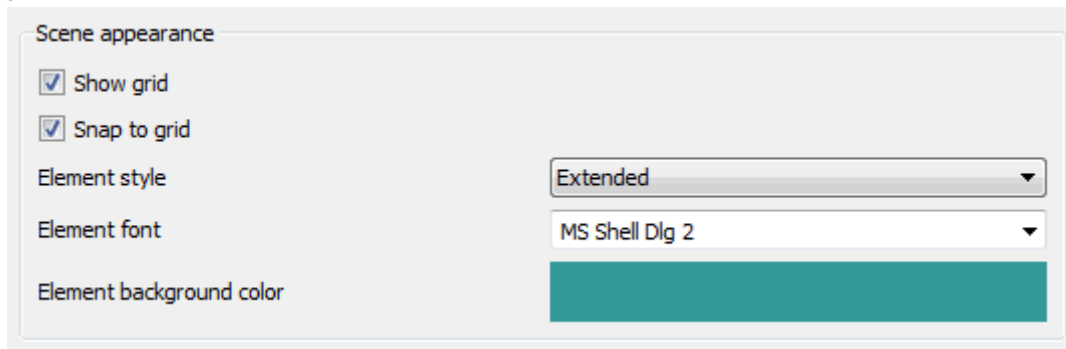 Scene appearance
Show grid
Snap to grid
Element style Extended
Element font MS Shell Dlg 2
Element background color